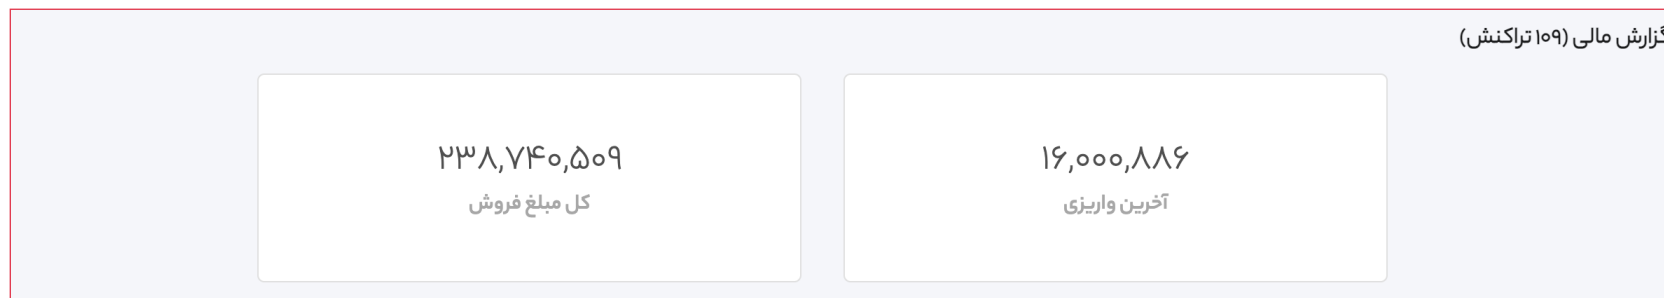 گزارش مالی (۱۰۹ تراکنش)
۱۶,۰۰۰,۸۸۶
آخرین واریزی
۲۳۸,۷۴۰,۵۰۹
کل مبلغ فروش